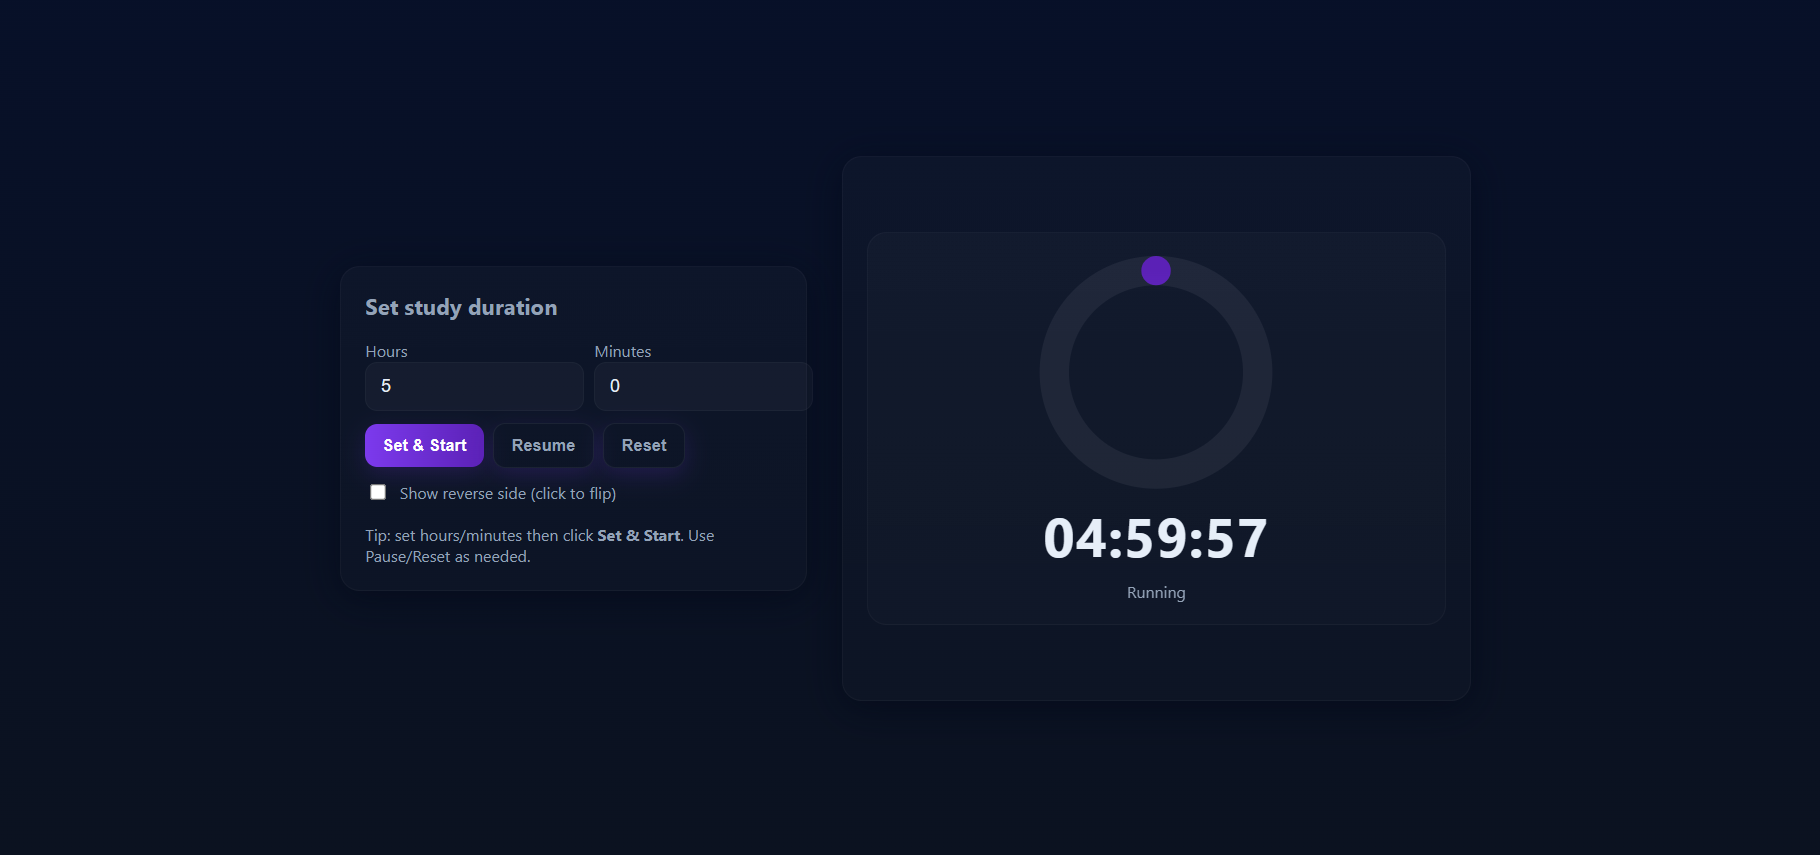 Set study duration
Hours
Minutes
5
0
Set & Start
Resume
Reset
Show reverse side (click to flip)
Tip: set hours/minutes then click Set & Start. Use
Pause/Reset as needed.
04:59:57
Running